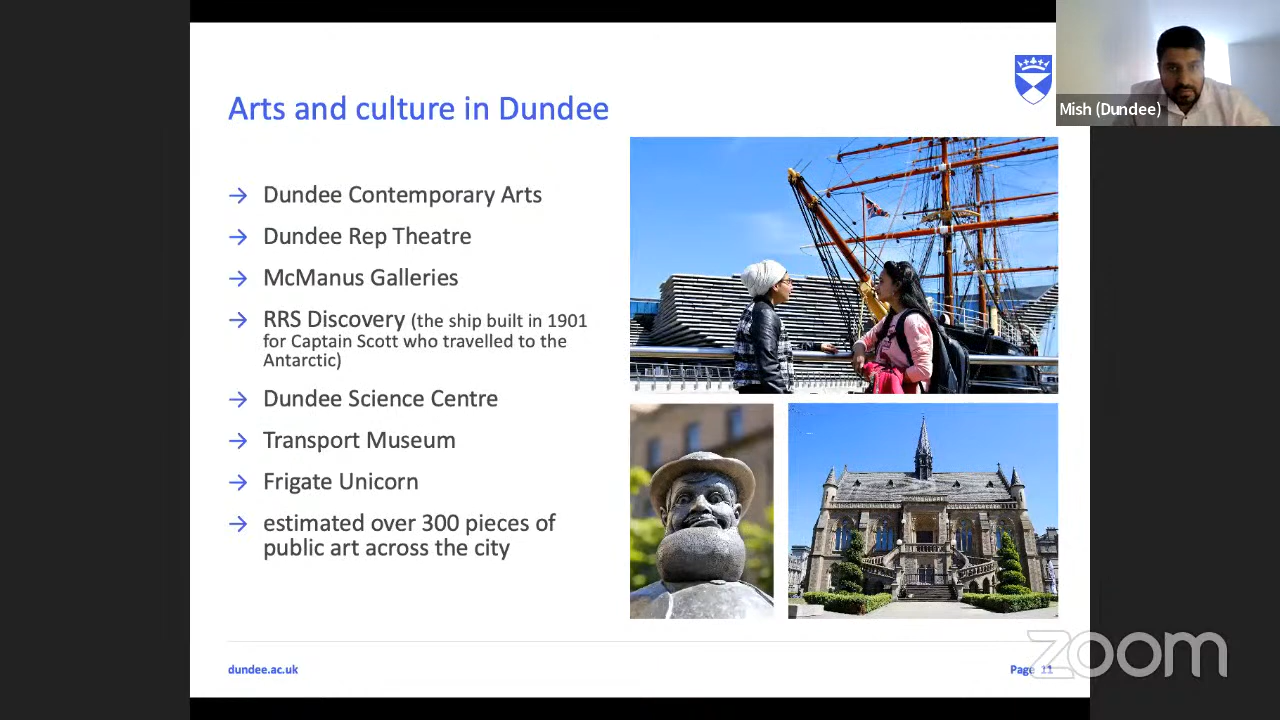 Mish (Dundee)
Arts and culture in Dundee
→ Dundee Contemporary Arts
→ Dundee Rep Theatre
→ McManus Galleries
→ RRS Discovery (the ship built in 1901
for Captain Scott who travelled to the
Antarctic)
→ Dundee Science Centre
→ Transport Museum
→ Frigate Unicorn
→ estimated over 300 pieces of
public art across the city
dundee.ac.uk
Page 11
zoom